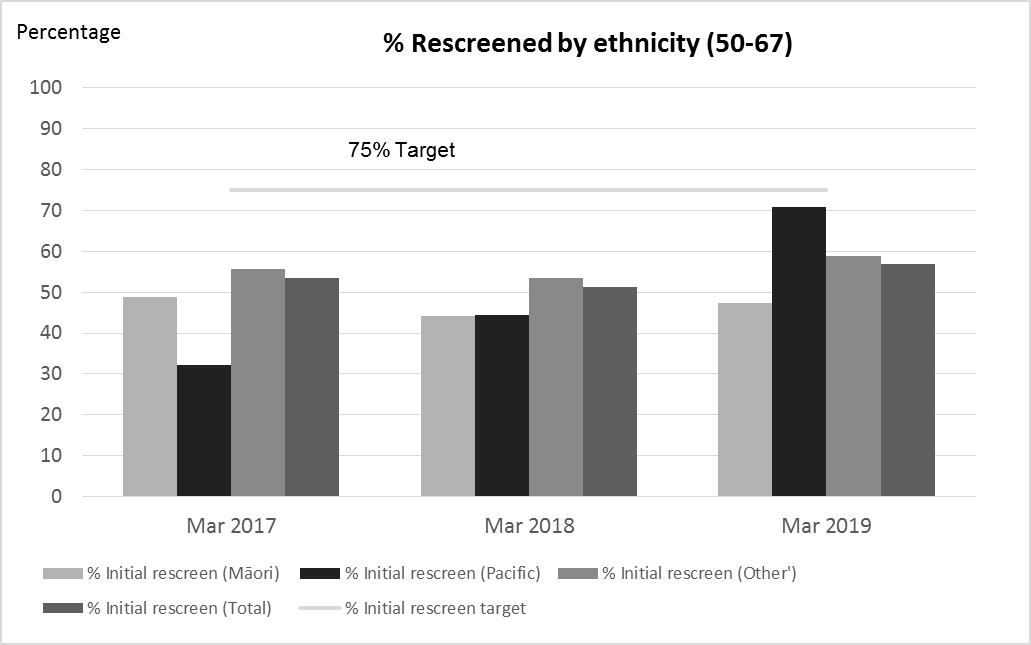 Percentage
% Rescreened by ethnicity (50-67)
100
90
75% Target
80
70
60
50
40
30
20
10
0
Mar 2017 Mar 2018 Mar 2019
% Initial rescreen (Māori) % Initial rescreen (Pacific) % Initial rescreen (Other')
% Initial rescreen (Total) % Initial rescreen target